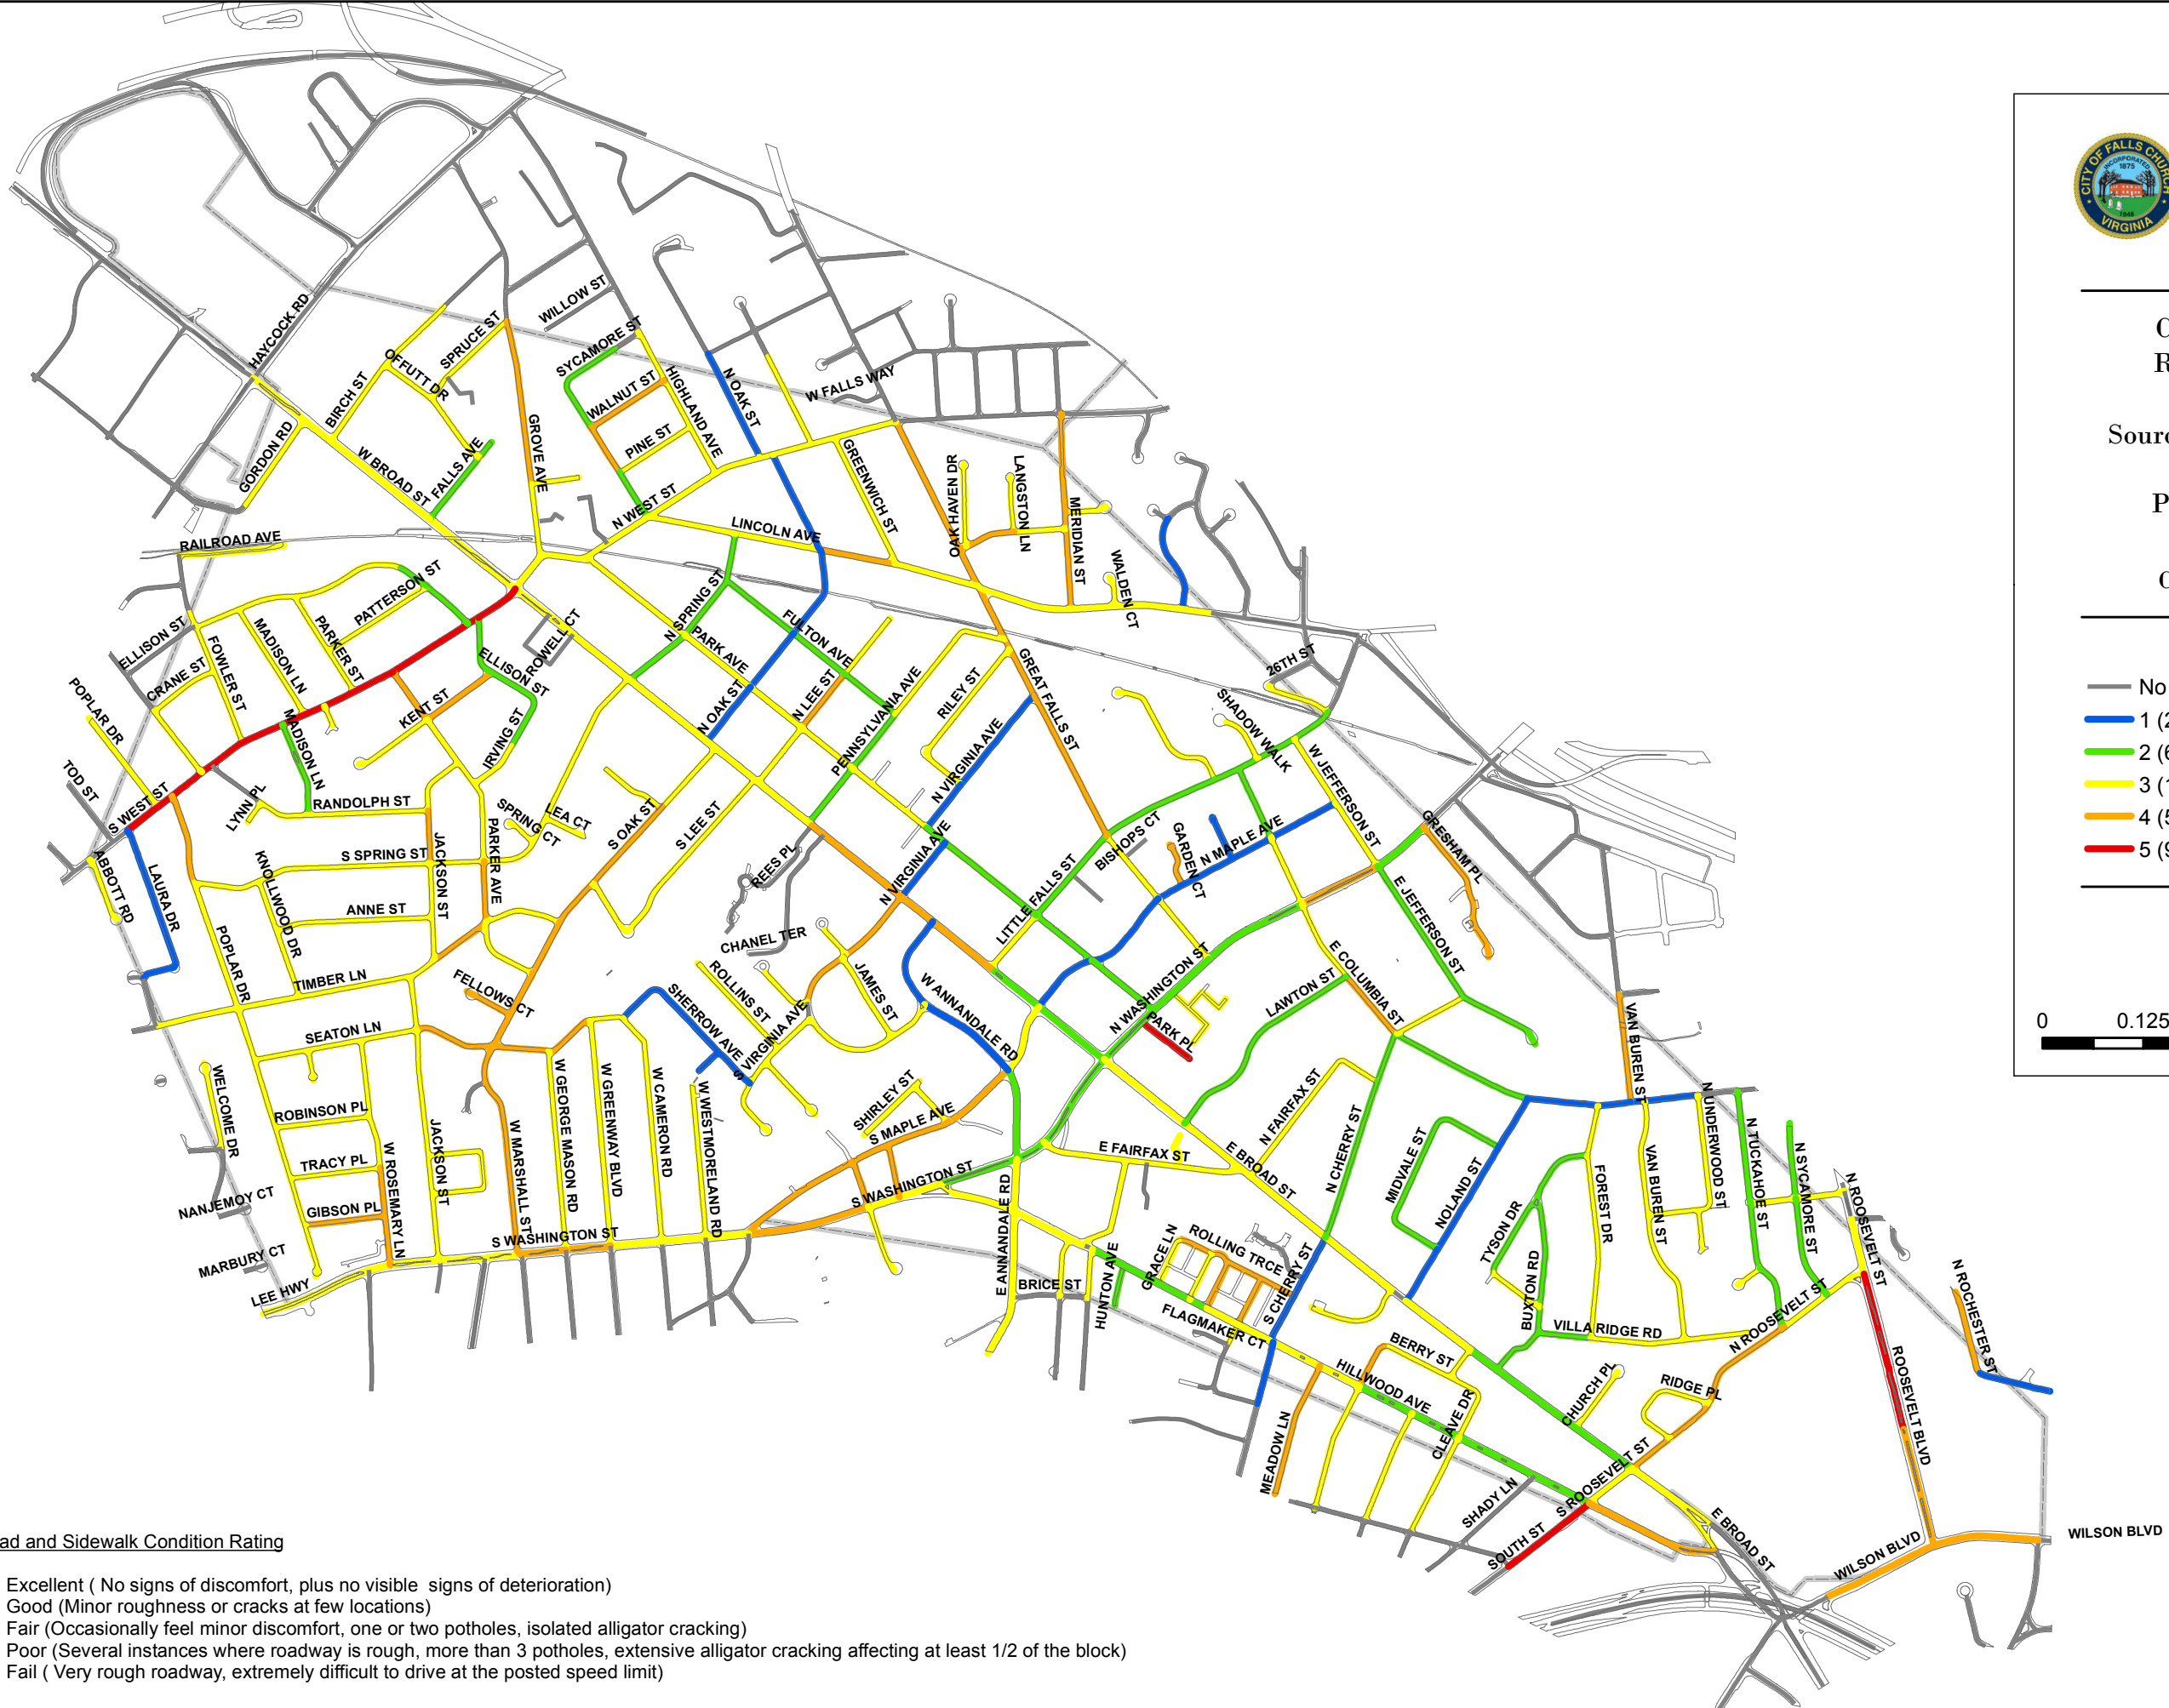 CITY OF FALLS CHURCH
INCORPORATED
1875
1948
VIRGINIA
No
0
0.125
HAYCOCK RD
WILLOW ST
SPRUCE ST
SYCAMORE ST
OFFUTT DR
BIRCH ST
WALNUT ST
HIGHLAND AVE
N OAK ST
W FALLS WAY
GORDON RD
W BROAD ST
FALLS AVE
GROVE AVE
PINE ST
GREENWICH ST
OAK HAVEN DR
LANGSTON LN
MERIDIAN ST
N WEST ST
LINCOLN AVE
RAILROAD AVE
WALDEN CT
PATTERSON ST
N SPRING ST
FULTON AVE
PARK AVE
ROWELL CT
ELLISON ST
ELLISON ST
FOWLER ST
MADISON LN
PARKER ST
CRANE ST
POPLAR DR
KENT ST
IRVING ST
N OAK ST
N LEE ST
PENNSYLVANIA AVE
RILEY ST
GREAT FALLS ST
26TH ST
SHADOW WALK
W JEFFERSON ST
N VIRGINIA AVE
TOD ST
S WEST ST
LYNN PL
MADISON LN
RANDOLPH ST
SPRING CT
LEA CT
S OAK ST
S LEE ST
ABBOTT RD
LAURA DR
S SPRING ST
JACKSON ST
PARKER AVE
REES PL
N VIRGINIA AVE
BISHOPS CT
GARDEN CT
N MAPLE AVE
GRESHAM PL
KNOLLWOOD DR
ANNE ST
CHANEL TER
LITTLE FALLS ST
E JEFFERSON ST
POPLAR DR
TIMBER LN
FELLOWS CT
ROLLINS ST
JAMES ST
W ANNANDALE RD
N WASHINGTON ST
LAWTON ST
E COLUMBIA ST
SEATON LN
SHERROW AVE
S VIRGINIA AVE
PARK PL
VAN BUREN ST
WELCOME DR
ROBINSON PL
W ROSEMARY LN
JACKSON ST
W MARSHALL ST
W GEORGE MASON RD
W GREENWAY BLVD
W CAMERON RD
W WESTMORELAND RD
SHIRLEY ST
S MAPLE AVE
N FAIRFAX ST
E FAIRFAX ST
E BROAD ST
N CHERRY ST
MIDVALE ST
NOLAND ST
TYSON DR
FOREST DR
VAN BUREN ST
N UNDERWOOD ST
N TUCKAHOE ST
N SYCAMORE ST
N ROOSEVELT ST
TRACY PL
NANJEMOY CT
GIBSON PL
MARBURY CT
LEE HWY
S WASHINGTON ST
S WASHINGTON ST
E ANNANDALE RD
BRICE ST
HUNTON AVE
GRACE LN
ROLLING TRCE
S CHERRY ST
FLAGMAKER CT
BUXTON RD
VILLA RIDGE RD
N ROOSEVELT ST
N ROCHESTER ST
BERRY ST
HILLWOOD AVE
CLEAVE DR
MEADOW LN
CHURCH PL
RIDGE PL
ROOSEVELT BLVD
S ROOSEVELT ST
SHADY LN
SOUTH ST
E BROAD ST
WILSON BLVD
WILSON BLVD
ad and Sidewalk Condition Rating
Excellent ( No signs of discomfort, plus no visible signs of deterioration)
Good (Minor roughness or cracks at few locations)
Fair (Occasionally feel minor discomfort, one or two potholes, isolated alligator cracking)
Poor (Several instances where roadway is rough, more than 3 potholes, extensive alligator cracking affecting at least 1/2 of the block)
Fail ( Very rough roadway, extremely difficult to drive at the posted speed limit)